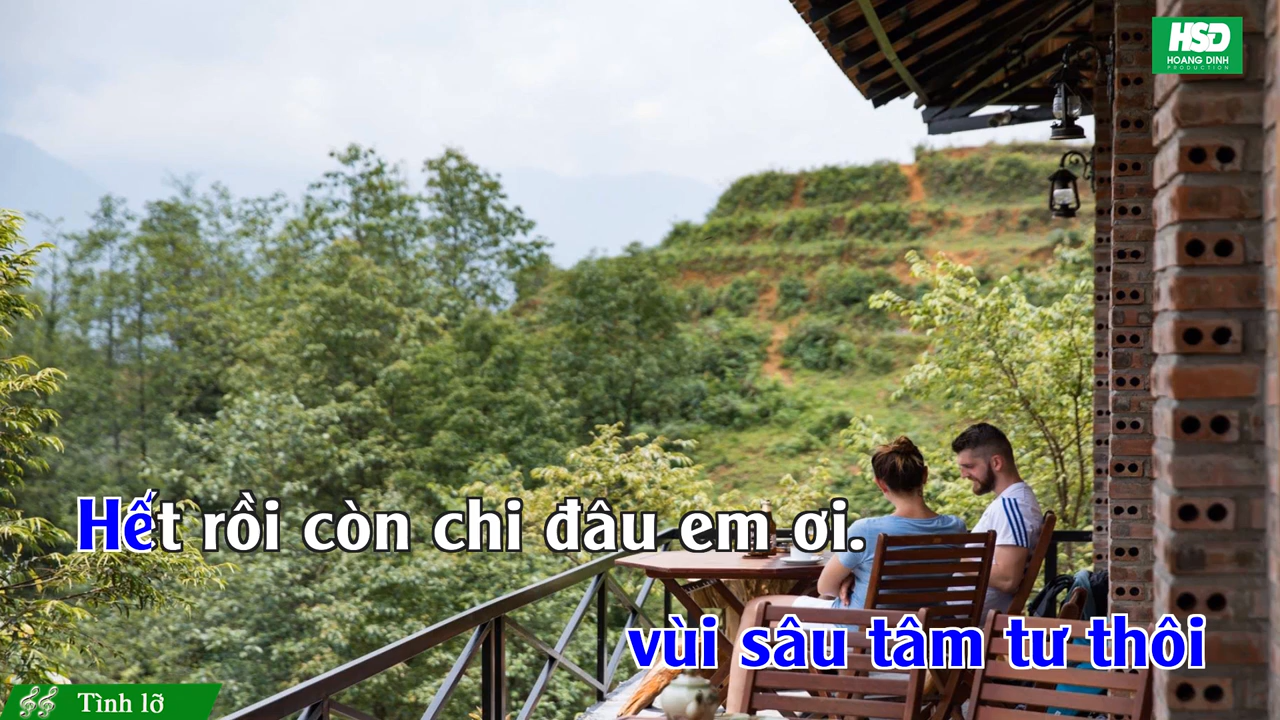 HSD
HOANG DINH
PRODUCTION
Hết rồi còn chi đâu em ơi.
vùi sâu tâm tư thôi
Tình lỡ